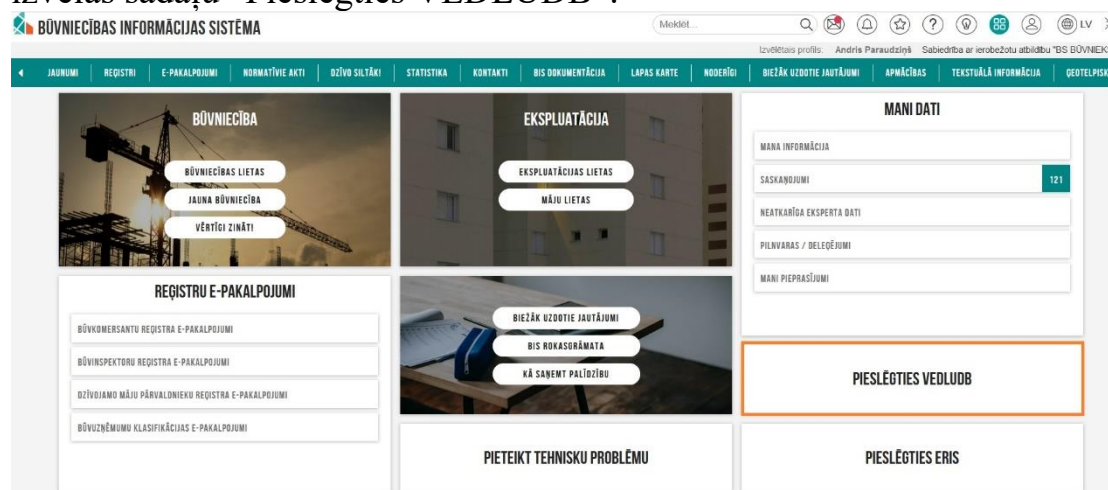 izvēlas sadaļu "Pieslēgties VEDLUDB".
BŪVNIECĪBAS INFORMĀCIJAS SISTĒMA
Meklēt...
LV
Izvēlētais profils: Andris Paraudziņš Sabiedrība ar ierobežotu atbildību "BS BŪVNIEK
JAUNUMI
REĢISTRI
E-PAKALPOJUMI
NORMATĪVIE AKTI
DZĪVO SILTĀK!
STATISTIKA
KONTAKTI
BIS DOKUMENTĀCIJA
LAPAS KARTE
NODERĪGI
BIEŽĀK UZDOTIE JAUTĀJUMI
APMĀCĪBAS
TEKSTUĀLĀ INFORMĀCIJA
ĢEOTELPISK
BŪVNIECĪBA
BŪVNIECĪBAS LIETAS
JAUNA BŪVNIECĪBA
VĒRTĪGI ZINĀT!
EKSPLUATĀCIJA
EKSPLUATĀCIJAS LIETAS
MĀJU LIETAS
MANI DATI
MANA INFORMĀCIJA
SASKAŅOJUMI 121
NEATKARĪGA EKSPERTA DATI
PILNVARAS / DELEĢĒJUMI
MANI PIEPRASĪJUMI
REĢISTRU E-PAKALPOJUMI
BŪVKOMERSANTU REĢISTRA E-PAKALPOJUMI
BŪVINSPEKTORU REĢISTRA E-PAKALPOJUMI
DZĪVOJAMO MĀJU PĀRVALDNIEKU REĢISTRA E-PAKALPOJUMI
BŪVUZŅĒMUMU KLASIFIKĀCIJAS E-PAKALPOJUMI
BIEŽĀK UZDOTIE JAUTĀJUMI
BIS ROKASGRĀMATA
KĀ SAŅEMT PALĪDZĪBU
PIESLĒGTIES VEDLUDB
PIETEIKT TEHNISKU PROBLĒMU
PIESLĒGTIES ERIS